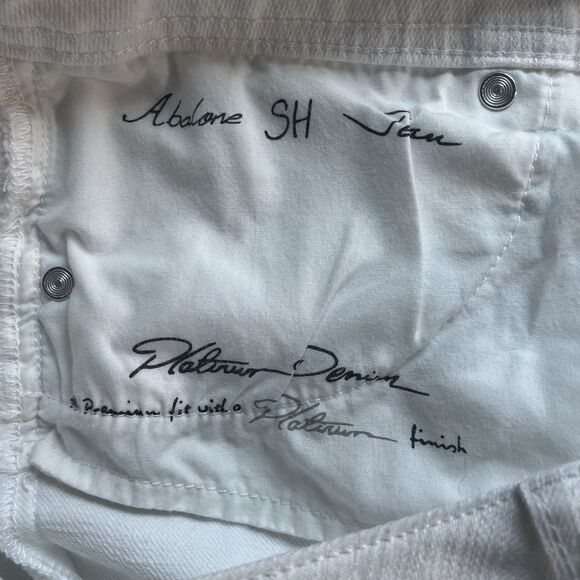 Abalone SH Jean
Platinum Denim
A Premium fit with a Platinum finish